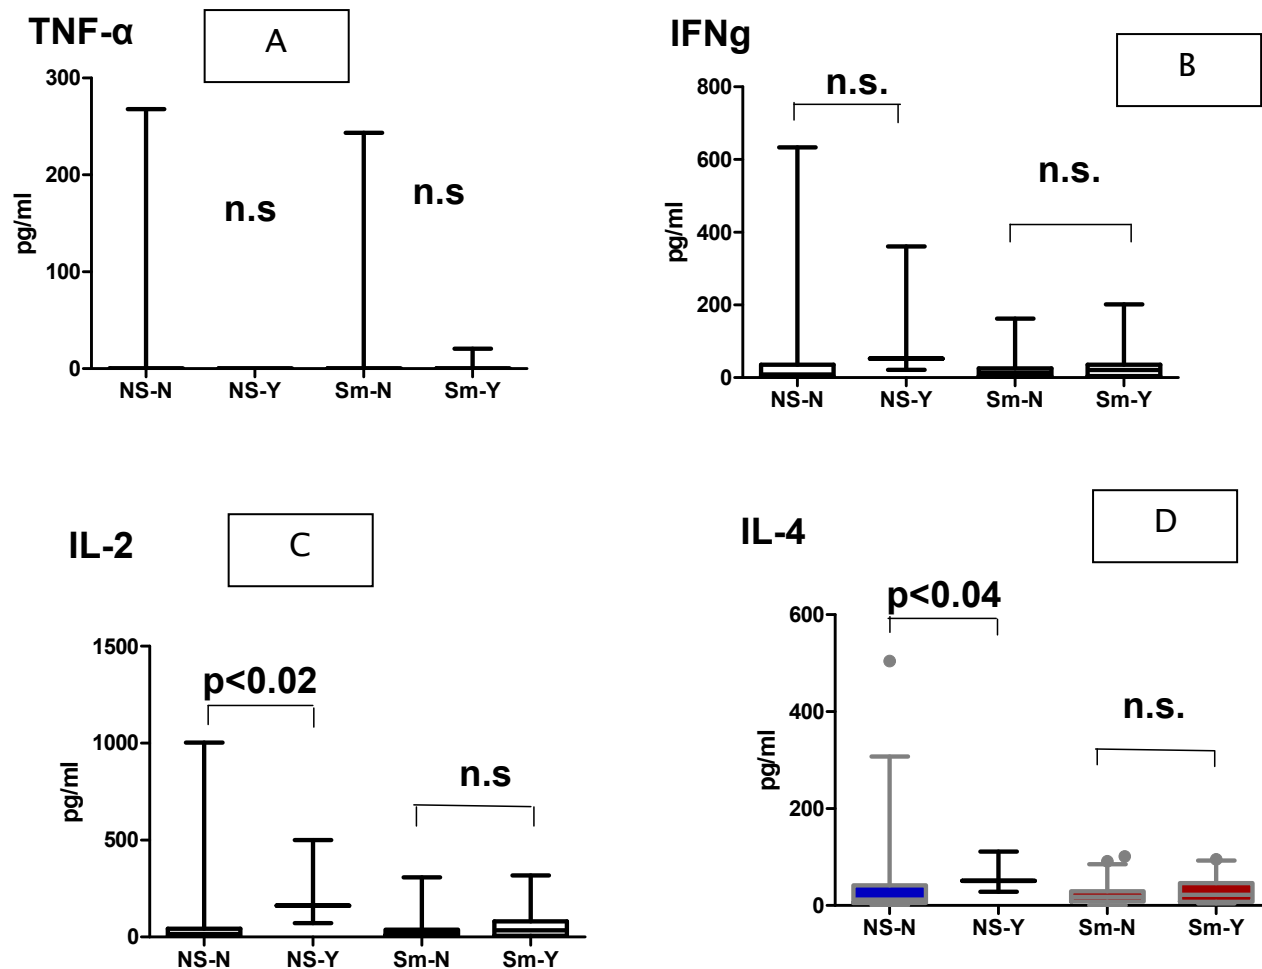 TNF-α
A
300
200
100
0
pg/ml
n.s
n.s
NS-N NS-Y Sm-N Sm-Y
IFNg
B
800
600
400
200
0
pg/ml
n.s.
n.s.
NS-N NS-Y Sm-N Sm-Y
IL-2
C
1500
1000
500
0
pg/ml
p<0.02
n.s
NS-N NS-Y Sm-N Sm-Y
IL-4
D
600
400
200
0
pg/ml
p<0.04
n.s.
NS-N NS-Y Sm-N Sm-Y